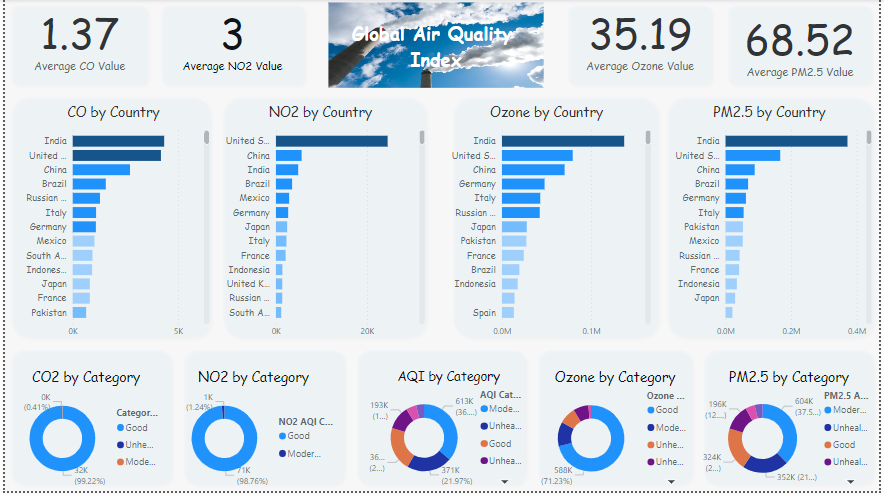 1.37
Average CO Value
3
Average NO2 Value
Global Air Quality
Index
35.19
Average Ozone Value
68.52
Average PM2.5 Value
CO by Country
India
United ...
China
Brazil
Russian ...
Italy
Germany
Mexico
South A...
Indones...
Japan
France
Pakistan
0K
5K
NO2 by Country
United S...
China
India
Brazil
Mexico
Germany
Japan
Italy
France
Indonesia
United K...
Russian ...
South A...
0K
20K
Ozone by Country
India
United S...
China
Germany
Italy
Russian ...
Japan
Pakistan
France
Brazil
Indonesia
Spain
0.0M
0.1M
PM2.5 by Country
India
United S...
China
Brazil
Germany
Italy
Pakistan
Mexico
Russian ...
France
Indonesia
Japan
0.0M
0.2M
0.4M
CO2 by Category
0K
(0.41%)
32K
(99.22%)
Categor...
Good
Unhe...
Mode...
NO2 by Category
1K
(1.24%)
71K
(98.76%)
NO2 AQI C...
Good
Moder...
AQI by Category
193K
(1...)
613K
(36....)
36...
(2...)
371K
(21.97%)
AQI Cat...
Mode...
Unhea...
Good
Unhea...
Ozone by Category
588K
(71.23%)
Ozone ...
Good
Mode...
Unhe...
Unhe...
PM2.5 by Category
196K
(12....)
604K
(37.5...)
324K
(2...)
352K (21...)
PM2.5 A...
Moder...
Unheal...
Good
Unheal...